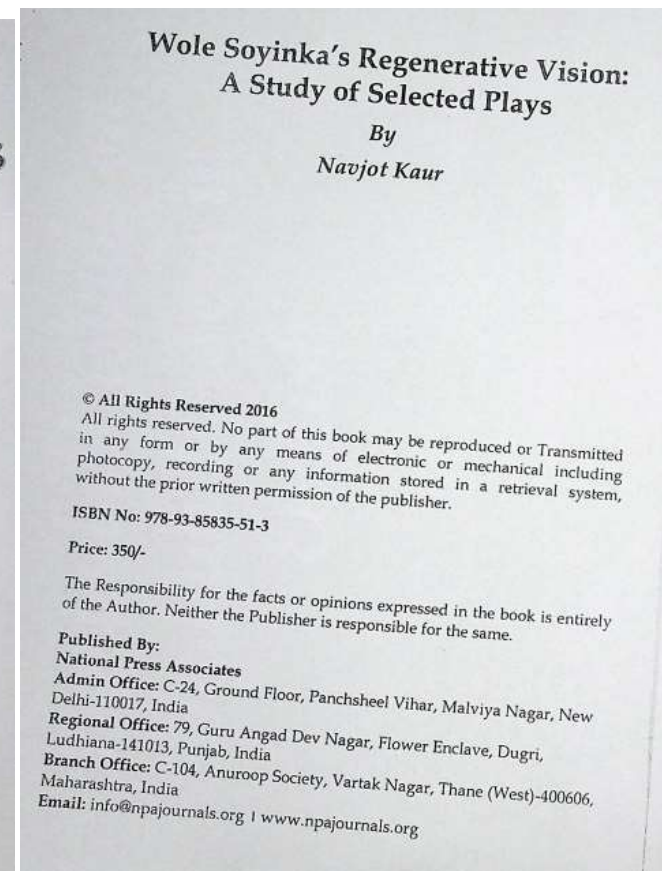 Wole Soyinka's Regenerative Vision:
A Study of Selected Plays
By
Navjot Kaur
© All Rights Reserved 2016
All rights reserved. No part of this book may be reproduced or Transmitted
in any form or by any means of electronic or mechanical including
photocopy, recording or any information stored in a retrieval system,
without the prior written permission of the publisher.
ISBN No: 978-93-85835-51-3
Price: 350/-
The Responsibility for the facts or opinions expressed in the book is entirely
of the Author. Neither the Publisher is responsible for the same.
Published By:
National Press Associates
Admin Office: C-24, Ground Floor, Panchsheel Vihar, Malviya Nagar, New
Delhi-110017, India
Regional Office: 79, Guru Angad Dev Nagar, Flower Enclave, Dugri,
Ludhiana-141013, Punjab, India
Branch Office: C-104, Anuroop Society, Vartak Nagar, Thane (West)-400606,
Maharashtra, India
Email: info@npajournals.org I www.npajournals.org